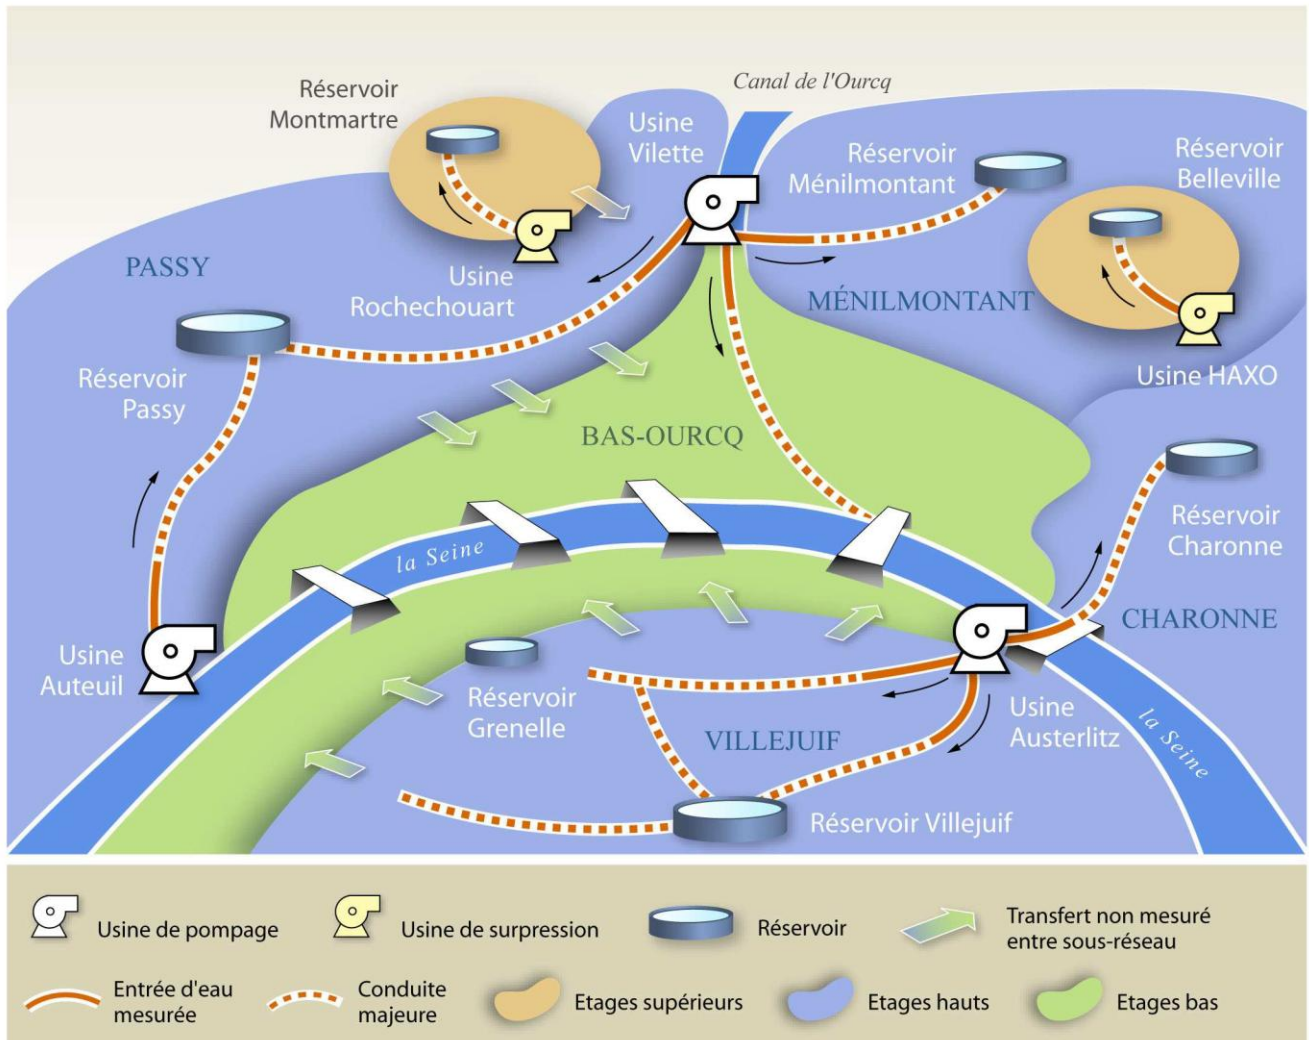 Canal de l'Ourcq
Réservoir
Montmartre
Usine
Vilette
Réservoir
Ménilmontant
Réservoir
Belleville
PASSY
Usine
Rochechouart
MÉNILMONTANT
Réservoir
Passy
Usine HAXO
BAS-OURCQ
Réservoir
Charonne
la Seine
CHARONNE
Usine
Auteuil
Réservoir
Grenelle
VILLEJUIF
Usine
Austerlitz
la Seine
Réservoir Villejuif
Usine de pompage
Usine de surpression
Réservoir
Transfert non mesuré
entre sous-réseau
Entrée d'eau
mesurée
Conduite
majeure
Etages supérieurs
Etages hauts
Etages bas